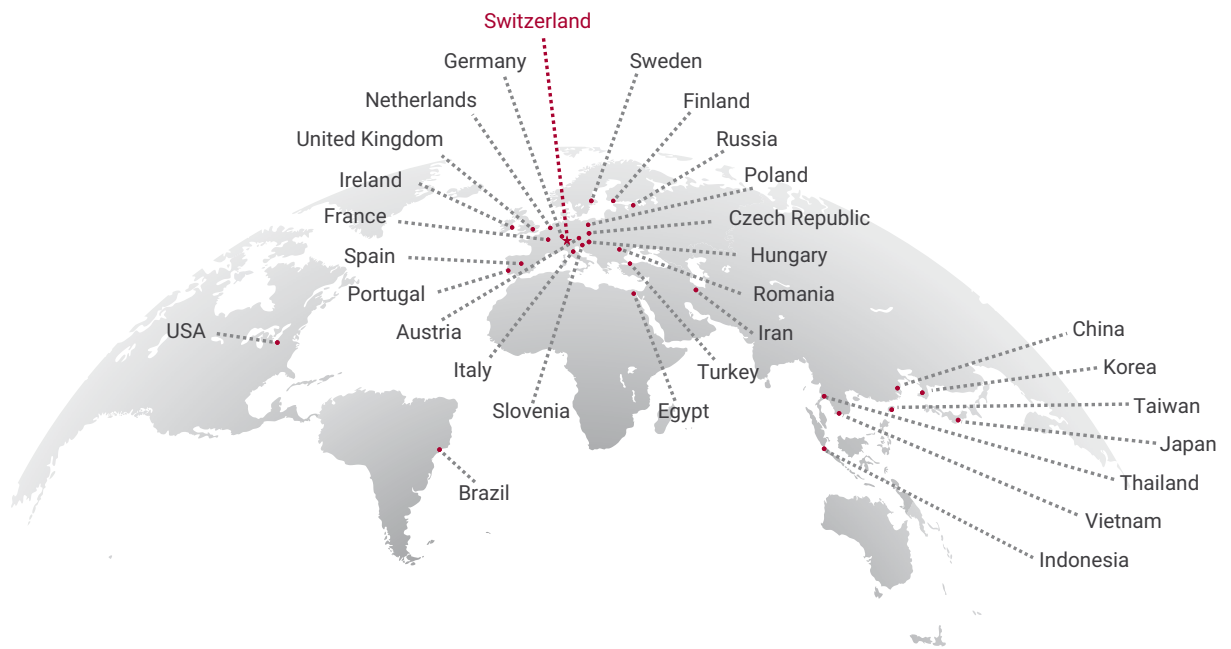 Switzerland
Germany
Sweden
Netherlands
Finland
United Kingdom
Russia
Ireland
Poland
France
Czech Republic
Spain
Hungary
Portugal
Romania
USA
Austria
Iran
China
Italy
Turkey
Korea
Slovenia
Egypt
Taiwan
Japan
Brazil
Thailand
Vietnam
Indonesia